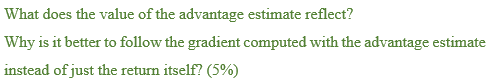 What does the value of the advantage estimate reflect?
Why is it better to follow the gradient computed with the advantage estimate
instead of just the return itself? (5%)